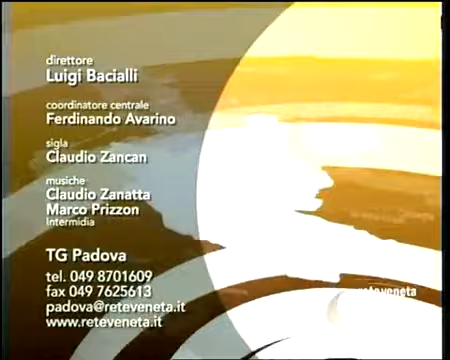 direttore
Luigi Bacialli
coordinatore centrale
Ferdinando Avarino
sigla
Claudio Zancan
musiche
Claudio Zanatta
Marco Prizzon
Intermidia
TG Padova
tel. 049 8701609
fax 049 7625613
padova@reteveneta.it
www.reteveneta.it
reteveneta